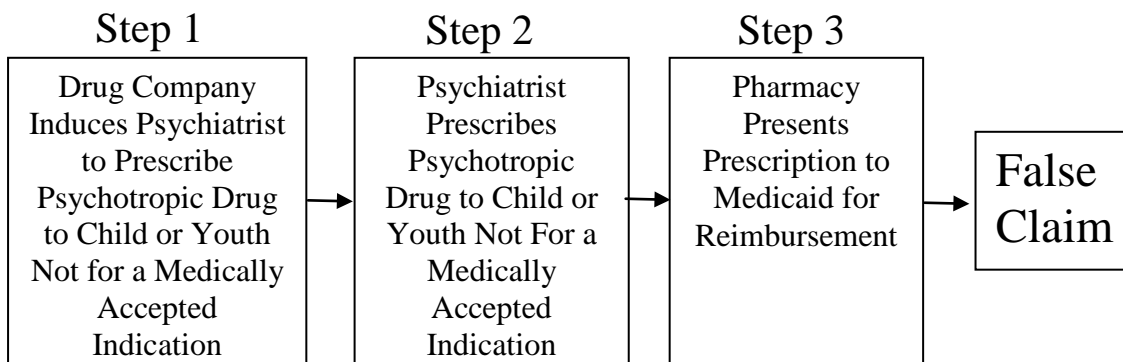 Step 1
Drug Company
Induces Psychiatrist
to Prescribe
Psychotropic Drug
to Child or Youth
Not for a Medically
Accepted
Indication
Step 2
Psychiatrist
Prescribes
Psychotropic
Drug to Child or
Youth Not For a
Medically
Accepted
Indication
Step 3
Pharmacy
Presents
Prescription to
Medicaid for
Reimbursement
False
Claim